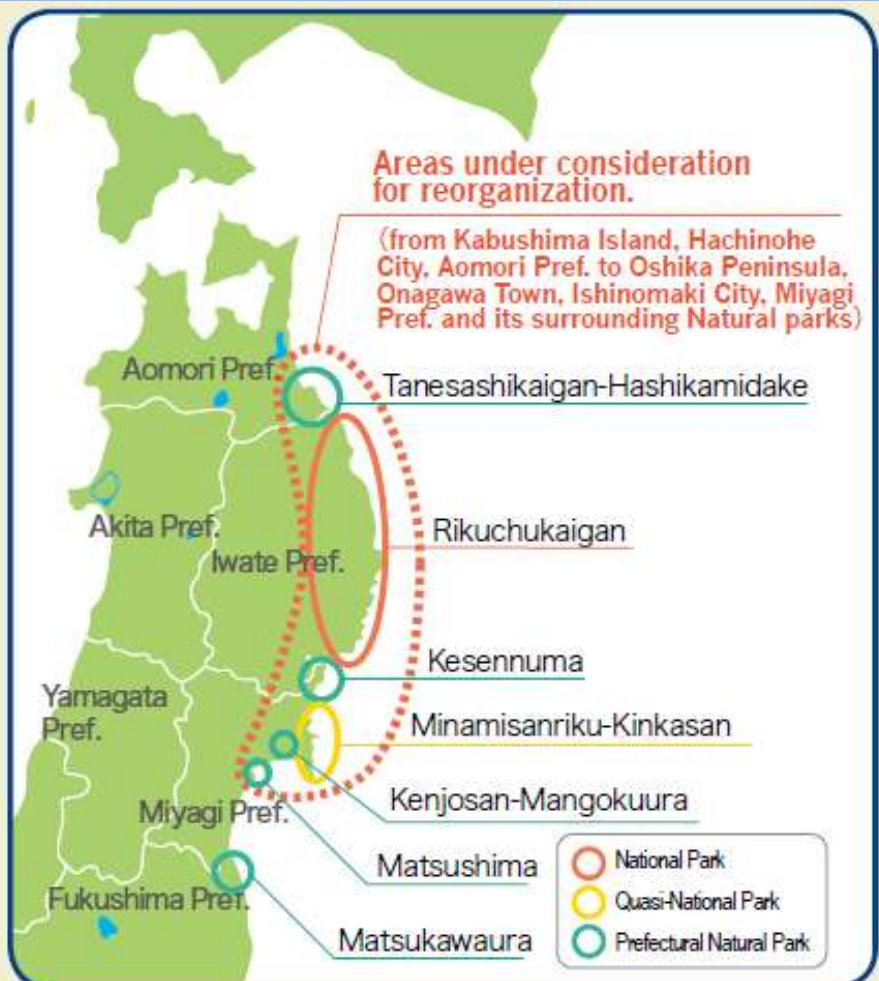 Areas under consideration
for reorganization.
(from Kabushima Island, Hachinohe
City, Aomori Pref. to Oshika Peninsula,
Onagawa Town, Ishinomaki City, Miyagi
Pref. and its surrounding Natural parks)
Aomori Pref.
Tanesashikaigan-Hashikamidake
Akita Pref.
Iwate Pref.
Rikuchukaigan
Kesennuma
Yamagata
Pref.
Minamisanriku-Kinkasan
Kenjosan-Mangokuura
Miyagi Pref.
Matsushima
Fukushima Pref.
Matsukawaura
National Park
Quasi-National Park
Prefectural Natural Park